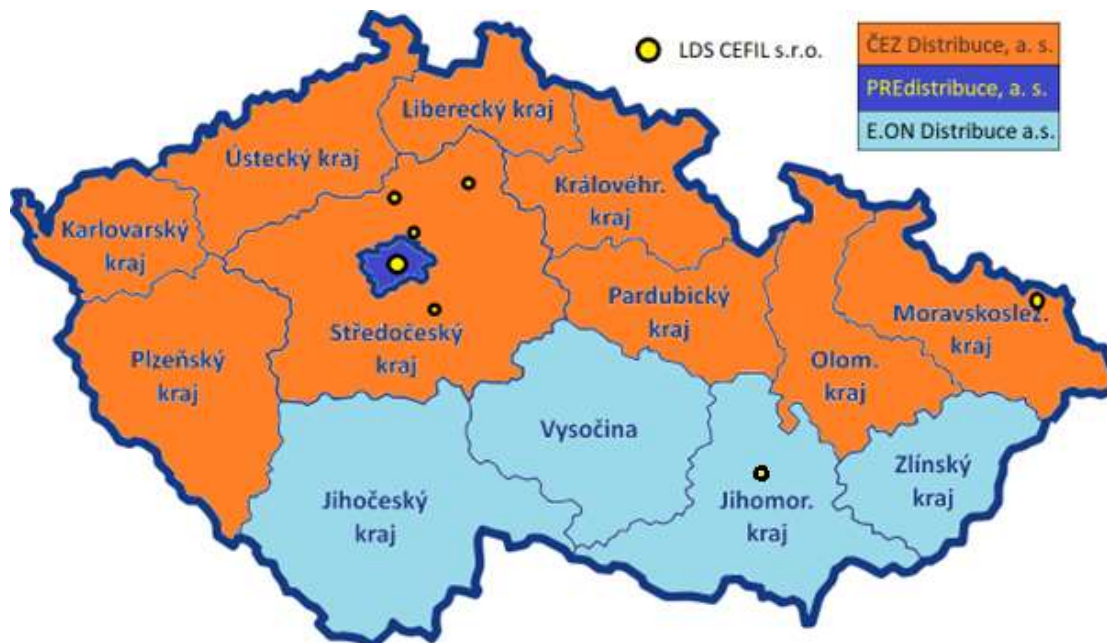 LDS CEFIL s.r.o.
ČEZ Distribuce, a. s.
PREdistribuce, a. s.
E.ON Distribuce a.s.
Liberecký kraj
Ústecký kraj
Královéhr.
kraj
Karlovarský
kraj
Pardubický
kraj
Moravskoslez.
kraj
Středočeský
kraj
Plzeňský
kraj
Olom.
kraj
Vysočina
Zlínský
kraj
Jihočeský
kraj
Jihomor.
kraj